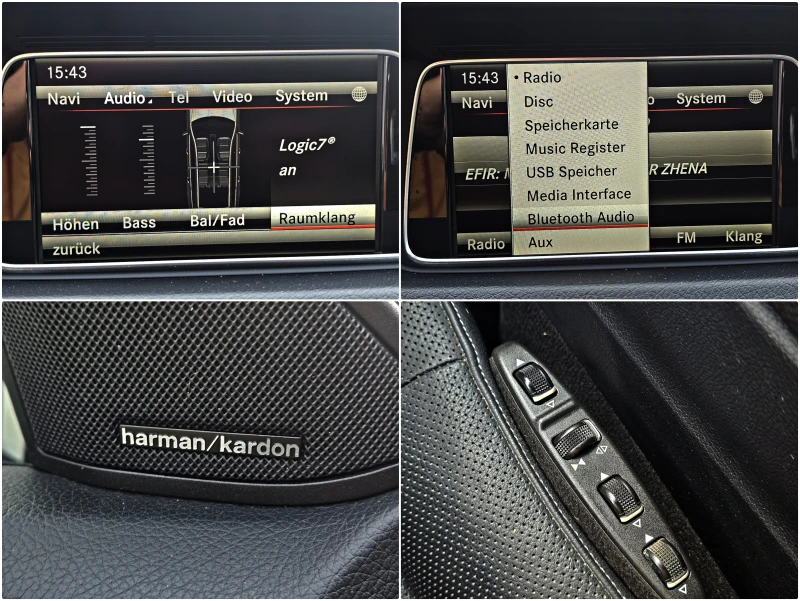 15:43
Navi Audio Tel Video System
Logic7®
an
Höhen Bass Bal/Fad Raumklang
zurück
15:43
Navi o System
Radio
Disc
Speicherkarte
Music Register
USB Speicher
Media Interface
Bluetooth Audio
Aux
EFIR: R ZHENA
Radio FM Klang
harman/kardon